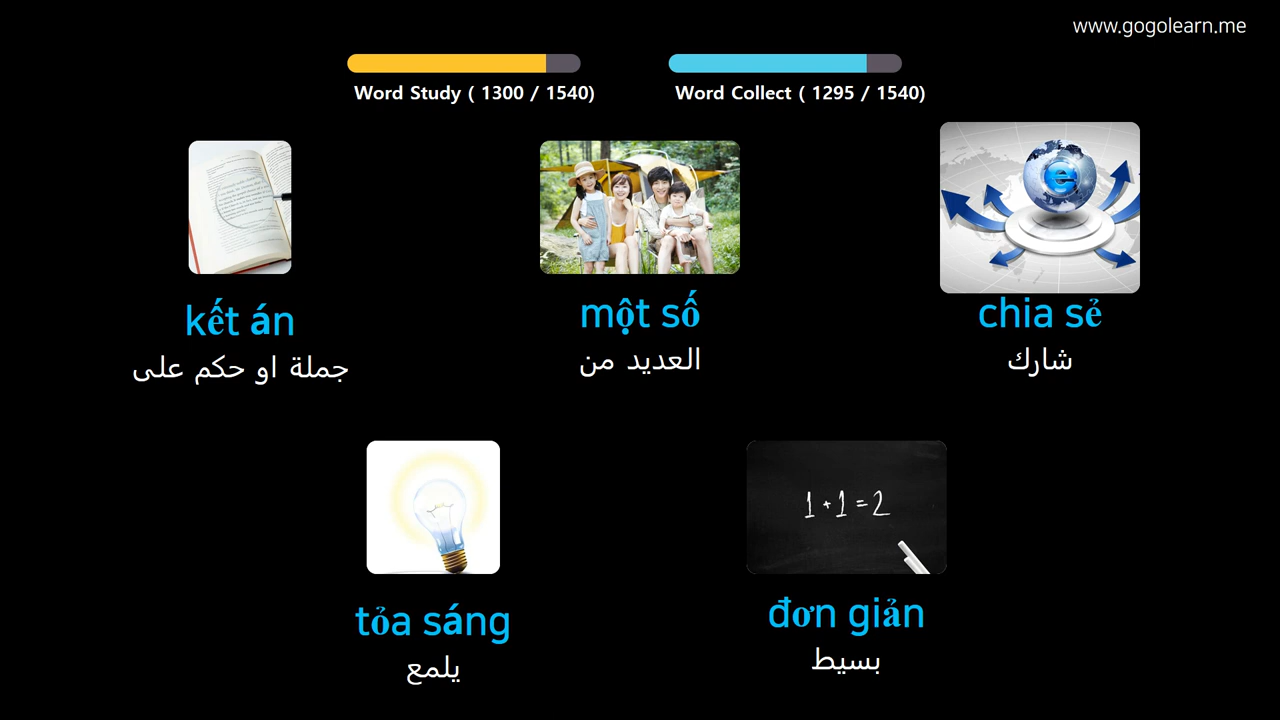 www.gogolearn.me
Word Study ( 1300 / 1540)
Word Collect ( 1295 / 1540)
kết án
جملة او حكم على
một số
العديد من
chia sẻ
شارك
1+1=2
tỏa sáng
يلمع
đơn giản
بسيط